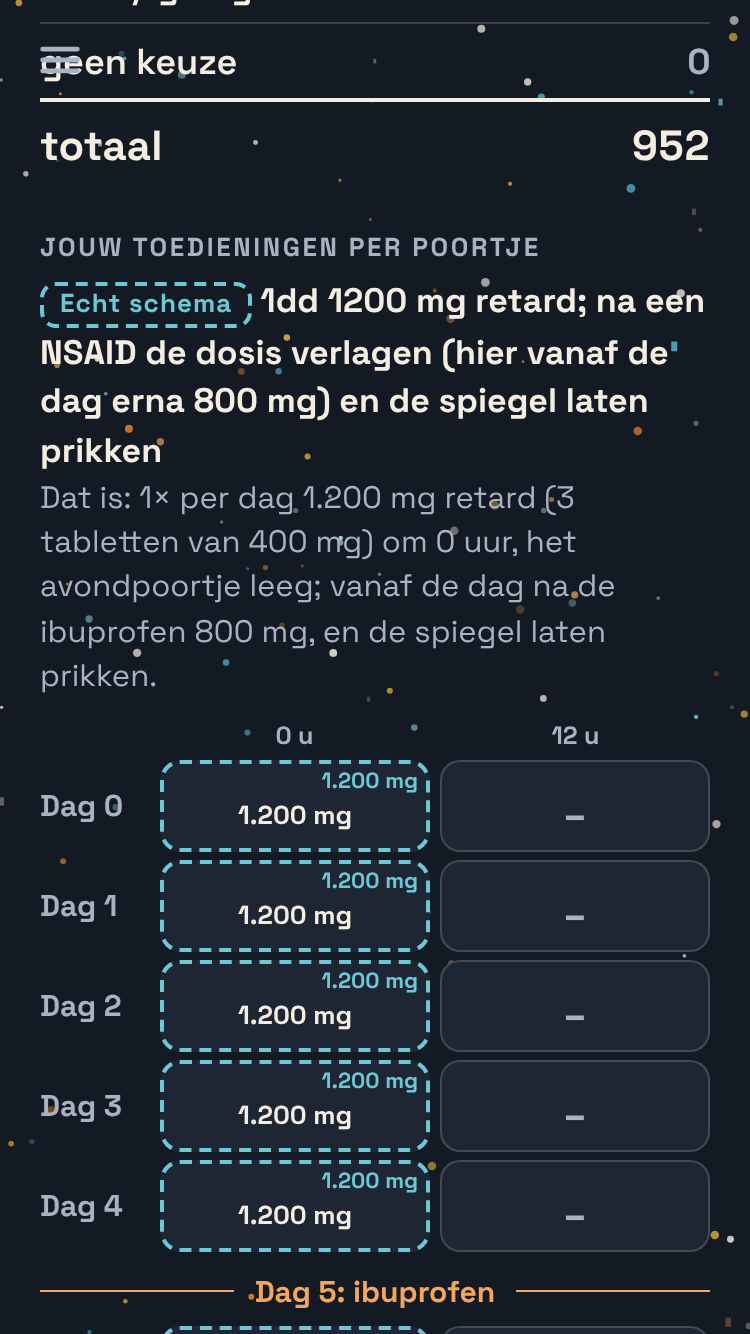 geen keuze 0
totaal 952
JOUW TOEDIENINGEN PER POORTJE
Echt schema 1dd 1200 mg retard; na een
NSAID de dosis verlagen (hier vanaf de
dag erna 800 mg) en de spiegel laten
prikken
Dat is: 1× per dag 1.200 mg retard (3
tabletten van 400 mg) om 0 uur, het
avondpoortje leeg; vanaf de dag na de
ibuprofen 800 mg, en de spiegel laten
prikken.
0 u 12 u
1.200 mg
Dag 0 1.200 mg –
1.200 mg
Dag 1 1.200 mg –
1.200 mg
Dag 2 1.200 mg –
1.200 mg
Dag 3 1.200 mg –
1.200 mg
Dag 4 1.200 mg –
Dag 5: ibuprofen